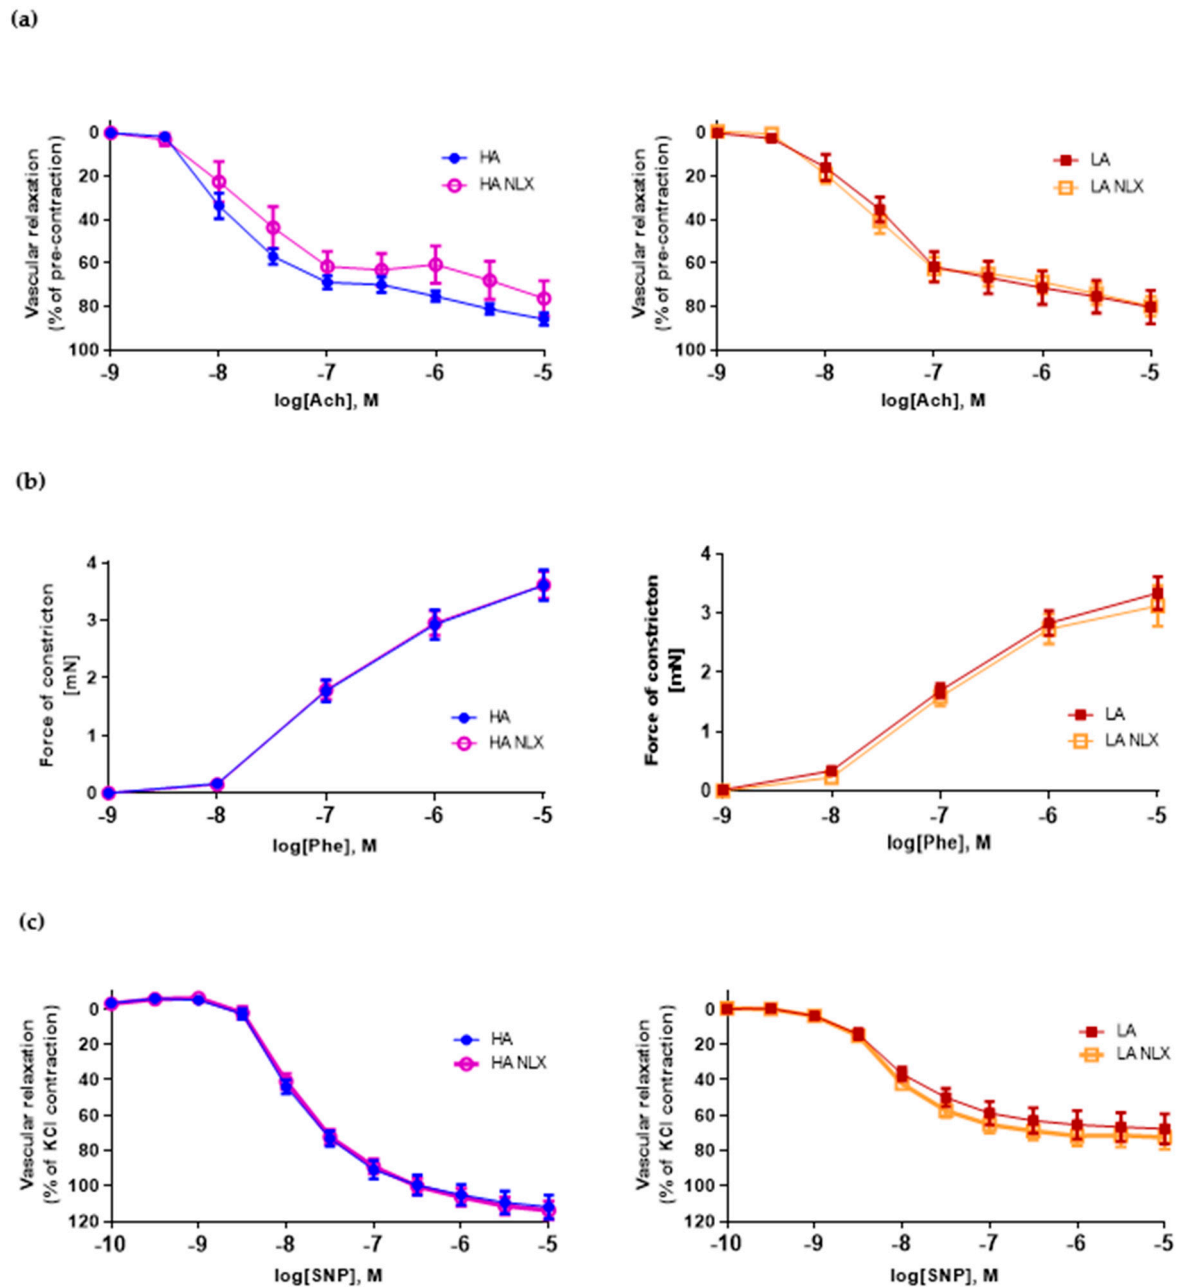 (a)
Vascular relaxation
(% of pre-contraction)
0
20
40
60
80
100
HA
HA NLX
-9 -8 -7 -6 -5
log[Ach], M
Vascular relaxation
(% of pre-contraction)
0
20
40
60
80
100
LA
LA NLX
-9 -8 -7 -6 -5
log[Ach], M
(b)
Force of constricton
[mN]
4
3
2
1
0
HA
HA NLX
-9 -8 -7 -6 -5
log[Phe], M
Force of constricton
[mN]
4
3
2
1
0
LA
LA NLX
-9 -8 -7 -6 -5
log[Phe], M
(c)
Vascular relaxation
(% of KCl contraction)
0
20
40
60
80
100
120
HA
HA NLX
-10 -9 -8 -7 -6 -5
log[SNP], M
Vascular relaxation
(% of KCl contraction)
0
20
40
60
80
100
120
LA
LA NLX
-10 -9 -8 -7 -6 -5
log[SNP], M